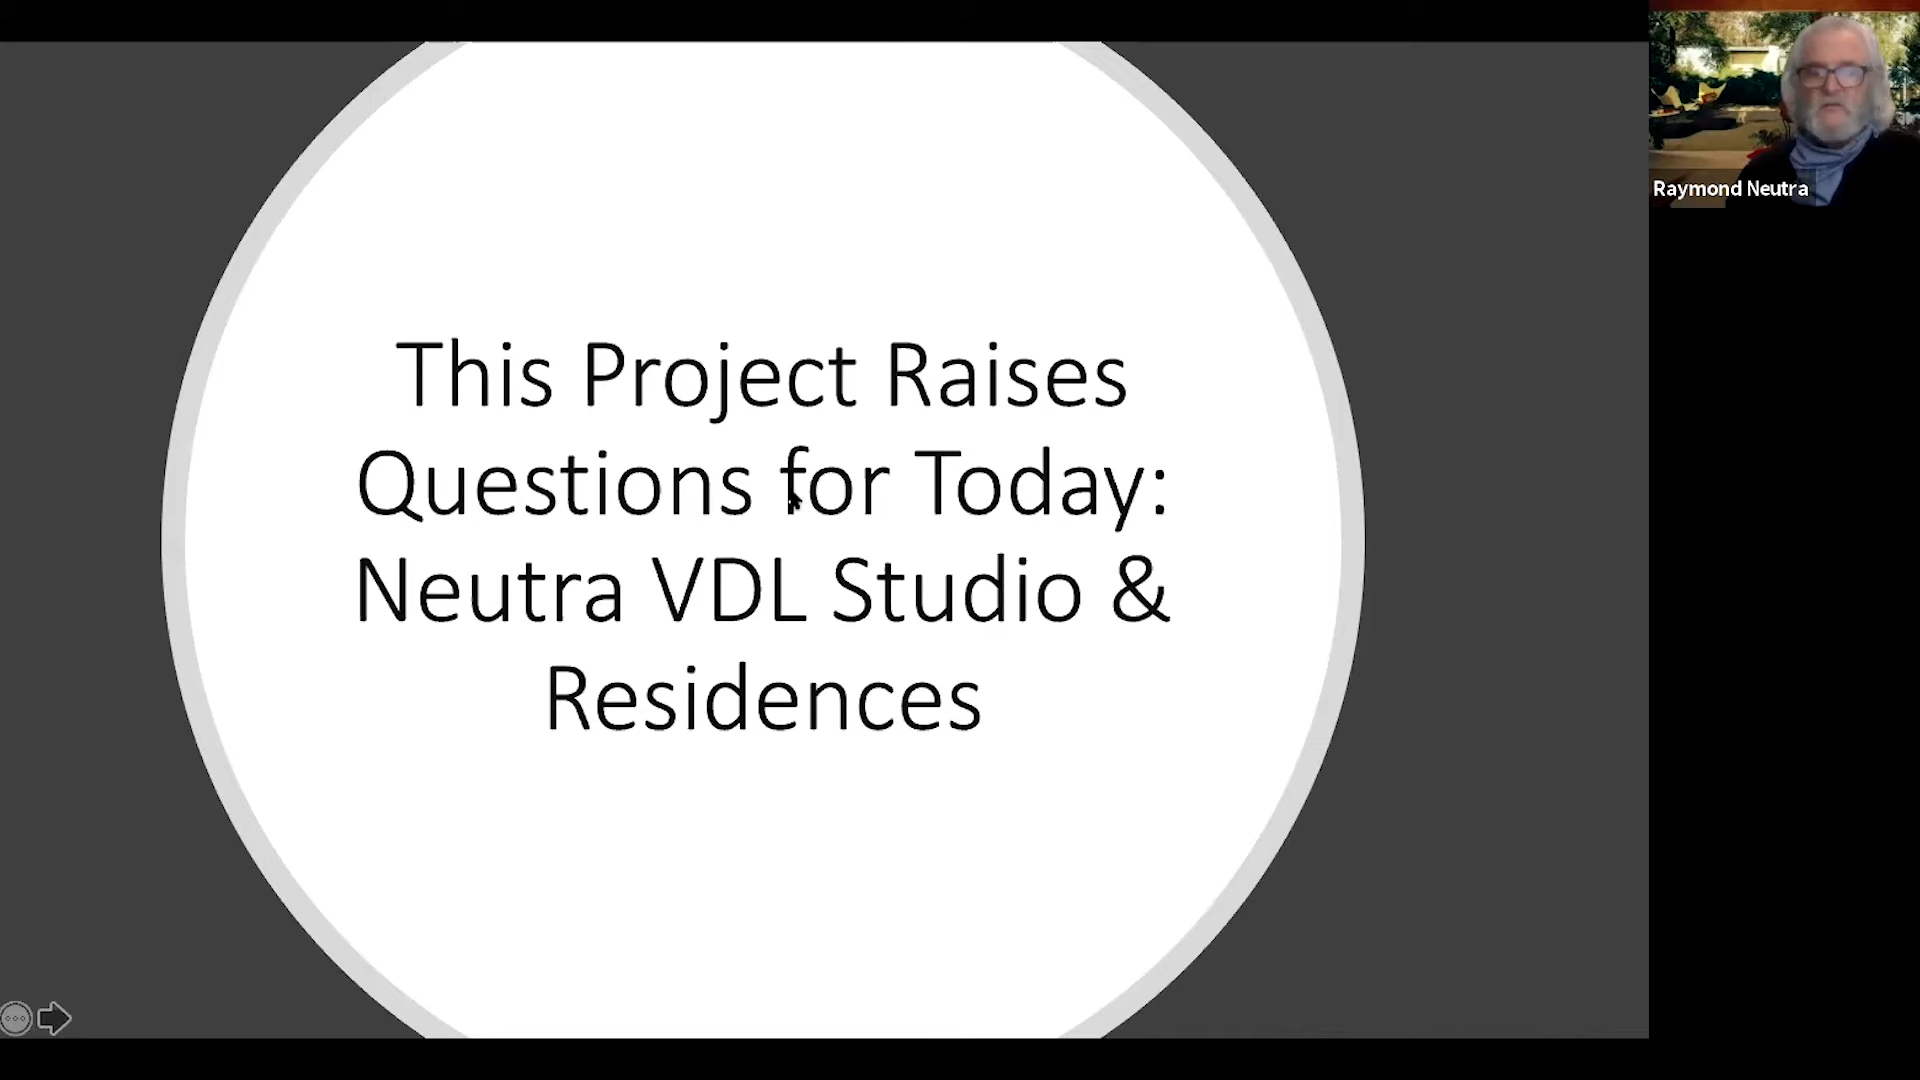 This Project Raises
Questions for Today:
Neutra VDL Studio &
Residences
Raymond Neutra